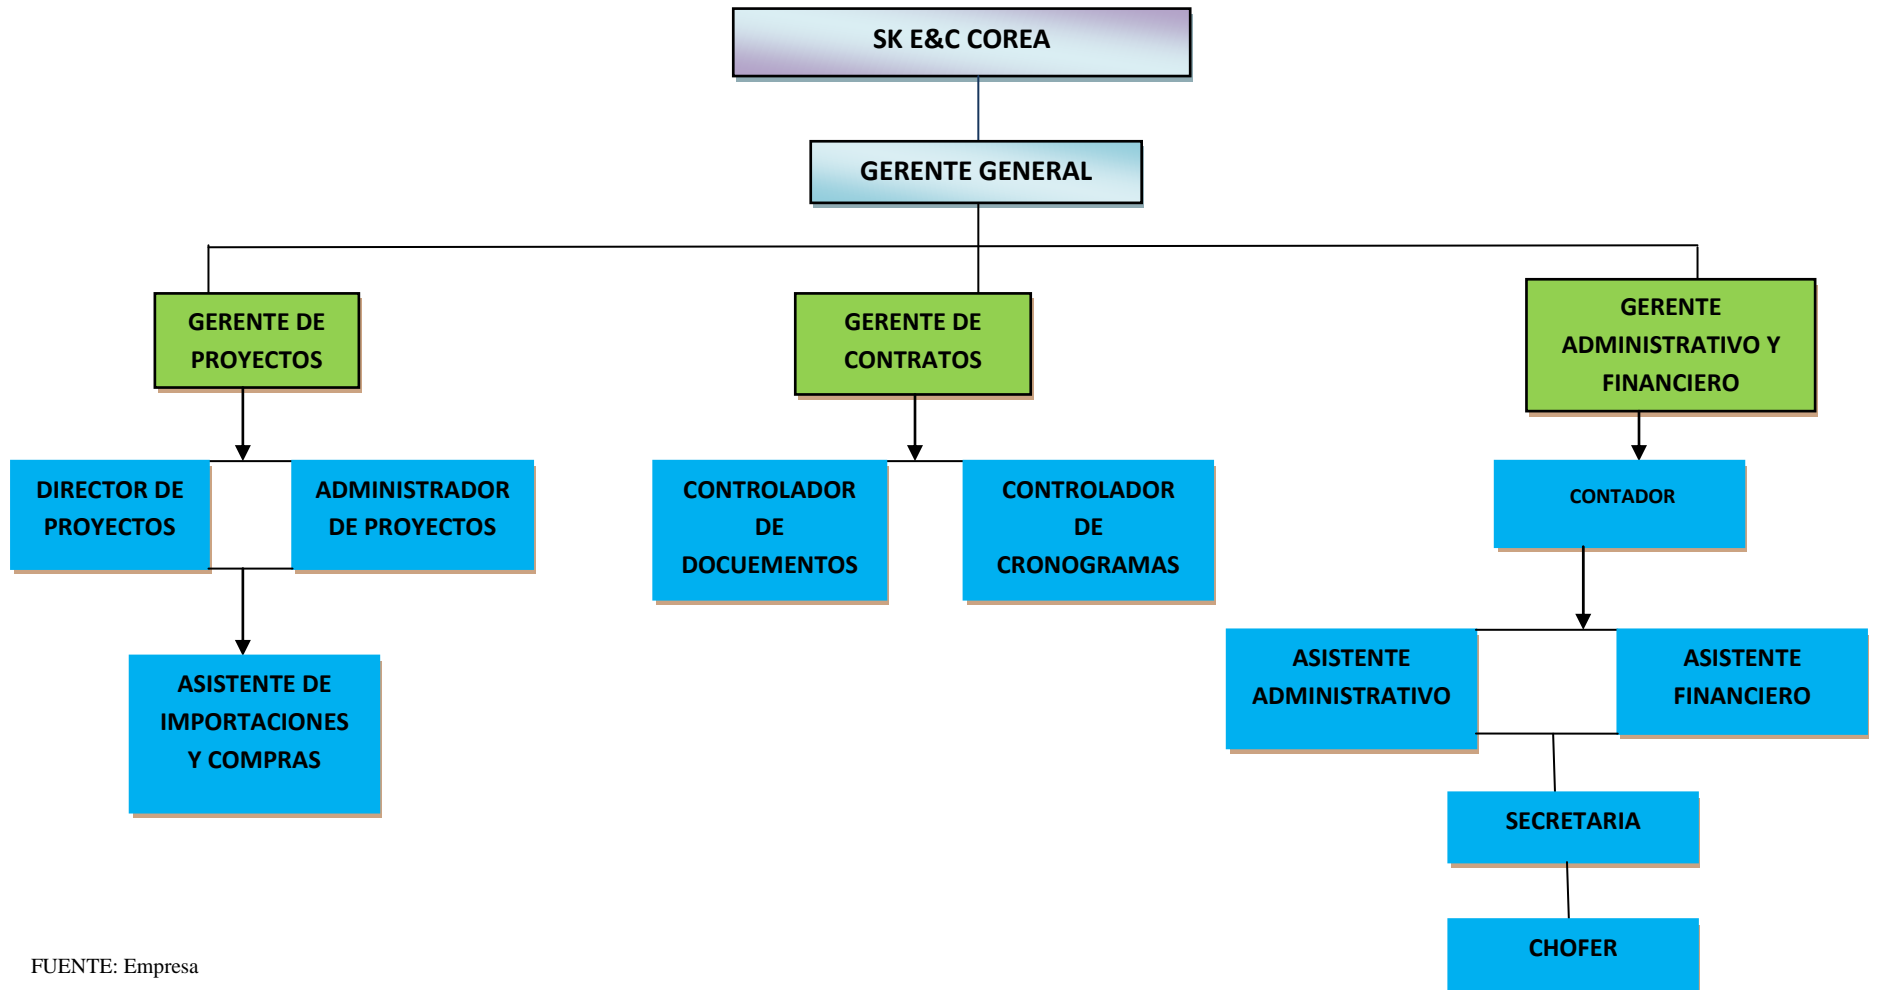 SK E&C COREA
GERENTE GENERAL
GERENTE DE
PROYECTOS
GERENTE DE
CONTRATOS
GERENTE
ADMINISTRATIVO Y
FINANCIERO
DIRECTOR DE
PROYECTOS
ADMINISTRADOR
DE PROYECTOS
CONTROLADOR
DE
DOCUEMENTOS
CONTROLADOR
DE
CRONOGRAMAS
CONTADOR
ASISTENTE DE
IMPORTACIONES
Y COMPRAS
ASISTENTE
ADMINISTRATIVO
ASISTENTE
FINANCIERO
SECRETARIA
CHOFER
FUENTE: Empresa